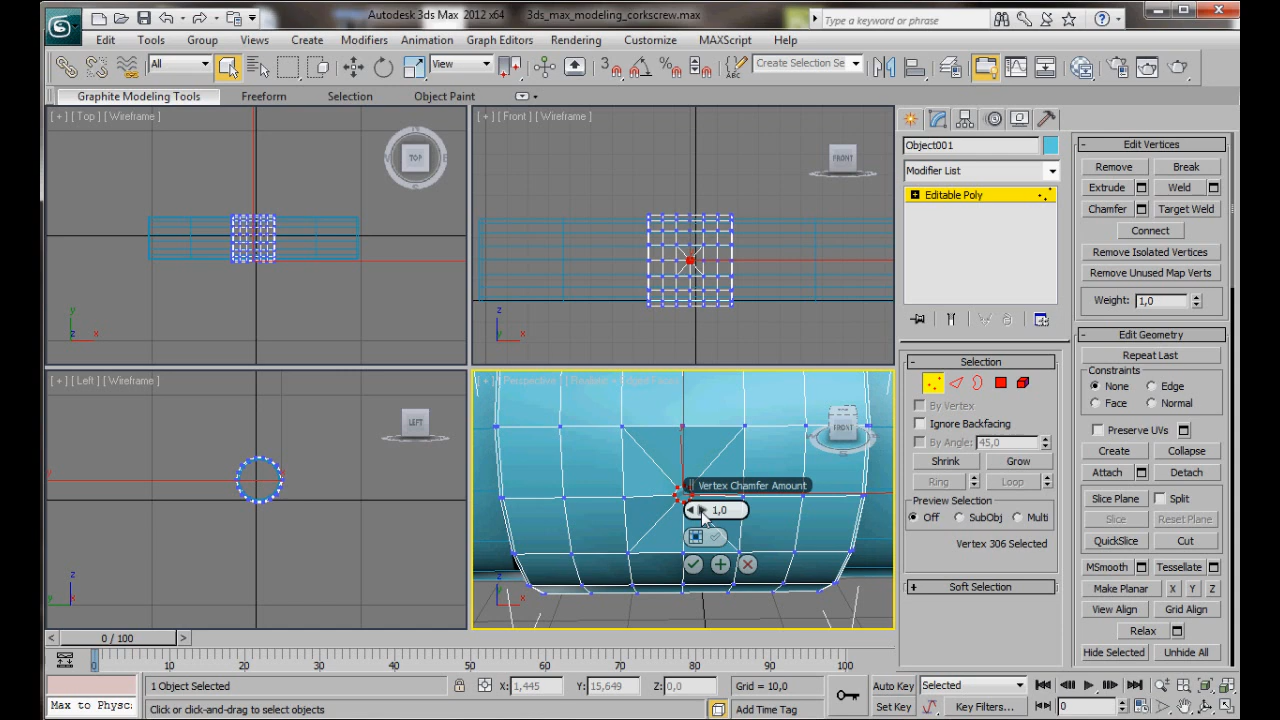 Autodesk 3ds Max 2012 x64 3ds_max_modeling_corkscrew.max
Type a keyword or phrase
Edit Tools Group Views Create Modifiers Animation Graph Editors Rendering Customize MAXScript Help
All View 3 Create Selection Se
Graphite Modeling Tools Freeform Selection Object Paint
[ + ] [ Top ] [ Wireframe ]
TOP
[ + ] [ Front ] [ Wireframe ]
FRONT
[ + ] [ Left ] [ Wireframe ]
LEFT
FRONT
Vertex Chamfer Amount
1,0
Object001
Modifier List
Editable Poly
Selection
By Vertex
Ignore Backfacing
By Angle: 45,0
Shrink Grow
Ring Loop
Preview Selection
Off SubObj Multi
Vertex 306 Selected
Soft Selection
Edit Vertices
Remove Break
Extrude Weld
Chamfer Target Weld
Connect
Remove Isolated Vertices
Remove Unused Map Verts
Weight: 1,0
Edit Geometry
Repeat Last
Constraints
None Edge
Face Normal
Preserve UVs
Create Collapse
Attach Detach
Slice Plane Split
Slice Reset Plane
QuickSlice Cut
MSmooth Tessellate
Make Planar X Y Z
View Align Grid Align
Relax
Hide Selected Unhide All
0 / 100
0 10 20 30 40 50 60 70 80 90 100
1 Object Selected X: 1,445 Y: 15,649 Z: 0,0 Grid = 10,0 Auto Key Selected
Max to Physc: Click or click-and-drag to select objects Add Time Tag Set Key Key Filters... 0